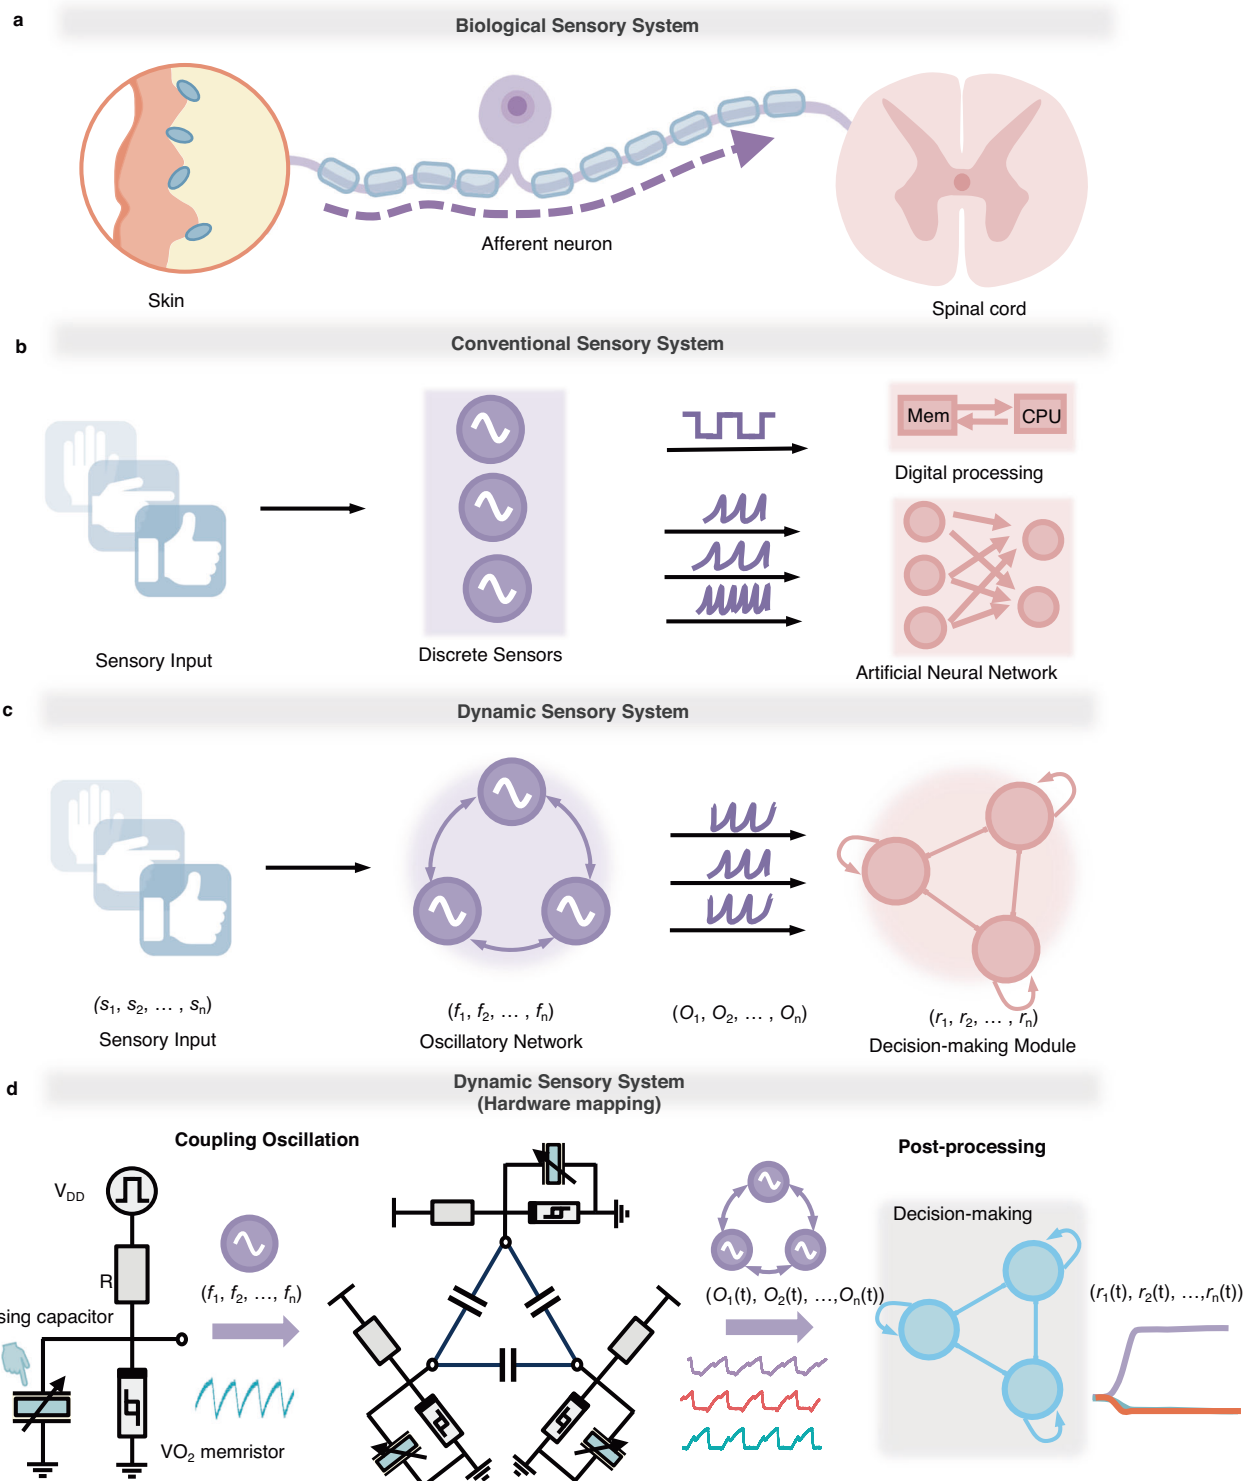 a
Biological Sensory System
Afferent neuron
Skin
Spinal cord
b
Conventional Sensory System
Mem
CPU
Digital processing
Discrete Sensors
Sensory Input
Artificial Neural Network
c
Dynamic Sensory System
(s₁, s₂, … , sₙ)
(f₁, f₂, … , fₙ)
(O₁, O₂, … , Oₙ)
(r₁, r₂, … , rₙ)
Sensory Input
Oscillatory Network
Decision-making Module
d
Dynamic Sensory System
(Hardware mapping)
Coupling Oscillation
Post-processing
V_DD
Decision-making
R
(f₁, f₂, …, fₙ)
(O₁(t), O₂(t), …,Oₙ(t))
(r₁(t), r₂(t), …,rₙ(t))
sing capacitor
VO₂ memristor